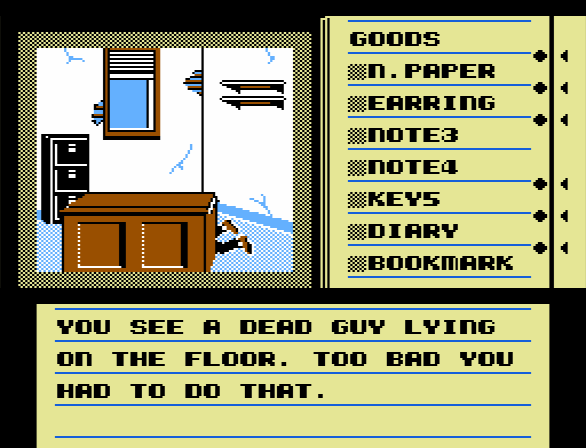 GOODS
N.PAPER
EARRING
NOTE3
NOTE4
KEYS
DIARY
BOOKMARK
YOU SEE A DEAD GUY LYING
ON THE FLOOR. TOO BAD YOU
HAD TO DO THAT.